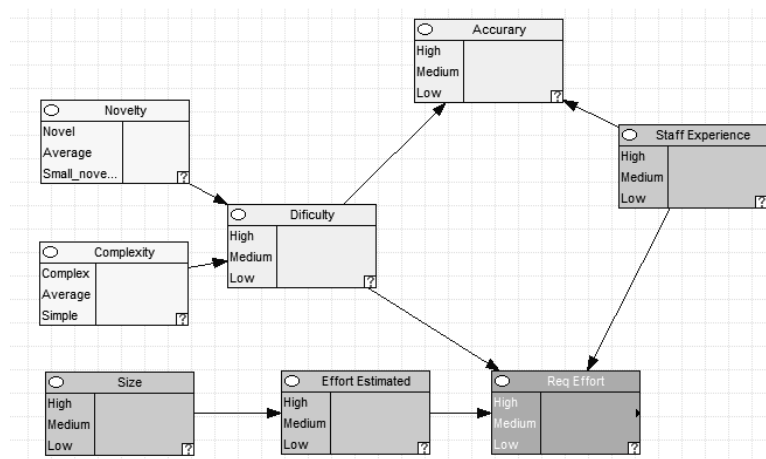 Accurary
High
Medium
Low
?
Novelty
Novel
Average
Small_nove...
?
Staff Experience
High
Medium
Low
?
Dificulty
High
Medium
Low
?
Complexity
Complex
Average
Simple
?
Size
High
Medium
Low
?
Effort Estimated
High
Medium
Low
?
Req Effort
High
Medium
Low
?